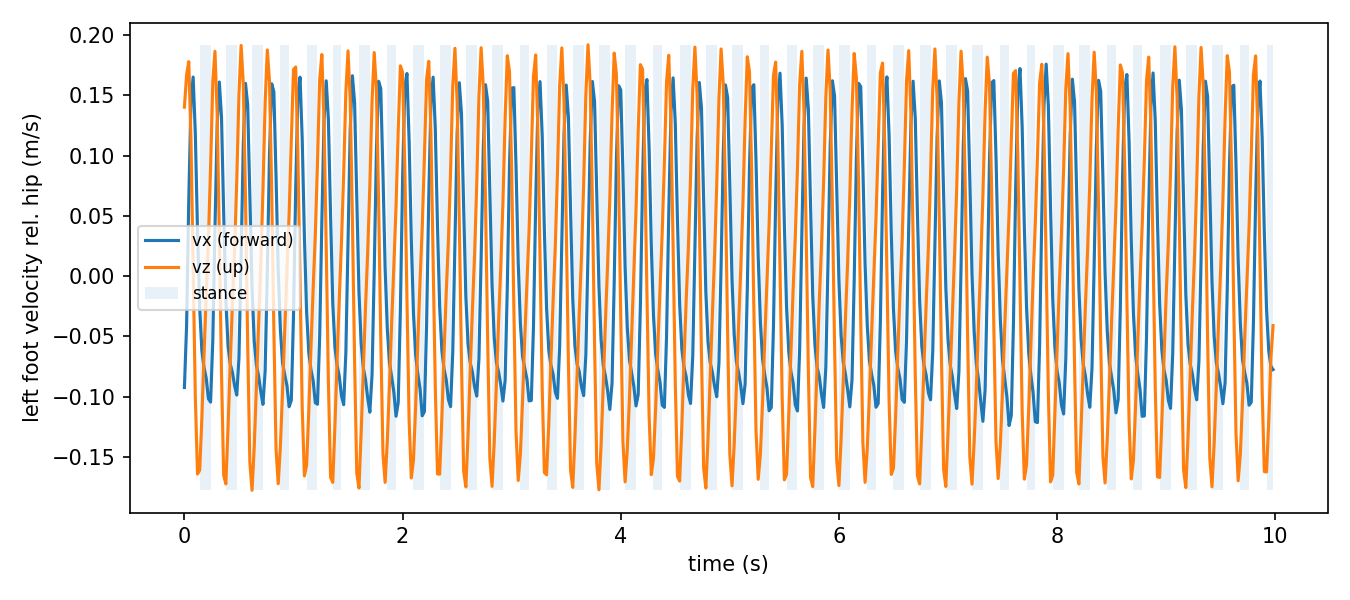 0.20
0.15
0.10
0.05
0.00
−0.05
−0.10
−0.15
left foot velocity rel. hip (m/s)
vx (forward)
vz (up)
stance
0 2 4 6 8 10
time (s)